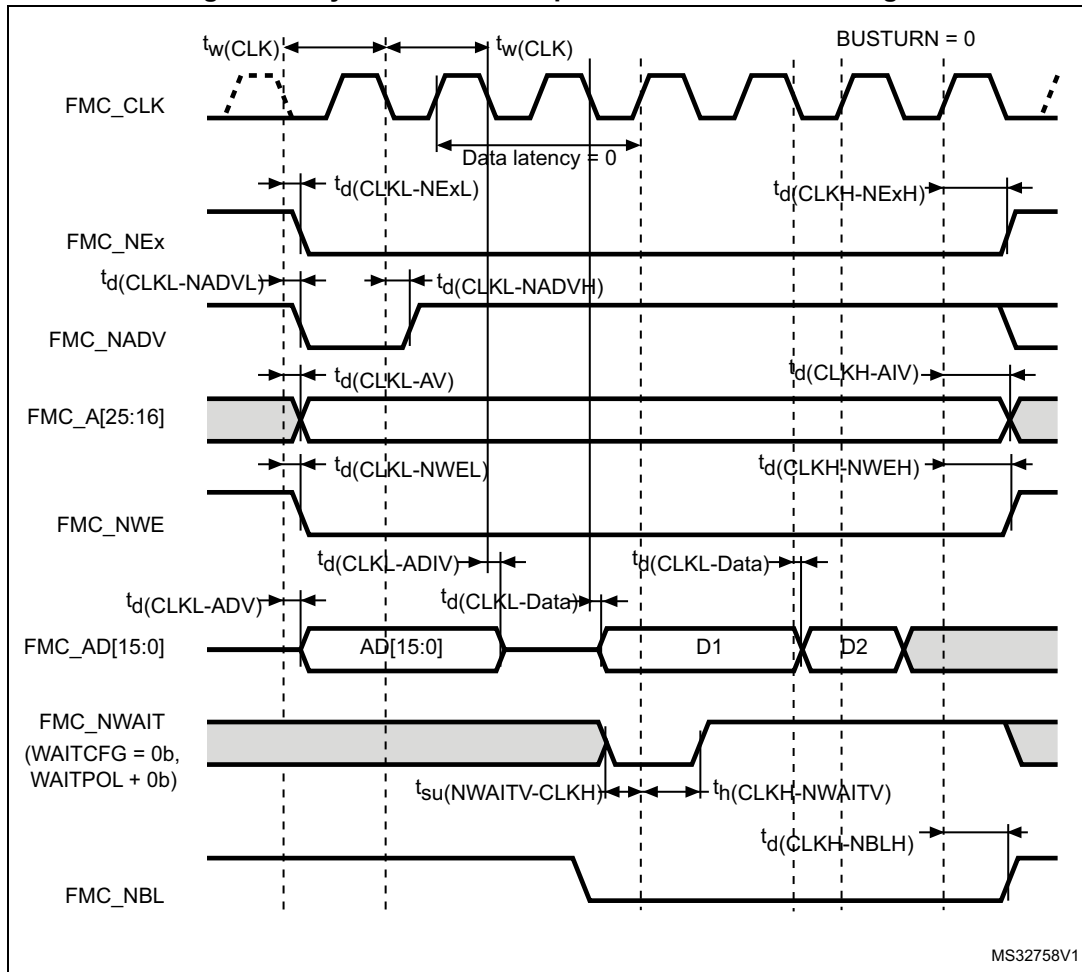 tw(CLK) tw(CLK) BUSTURN = 0
FMC_CLK
Data latency = 0
td(CLKL-NExL) td(CLKH-NExH)
FMC_NEx
td(CLKL-NADVL) td(CLKL-NADVH)
FMC_NADV
td(CLKL-AV) td(CLKH-AIV)
FMC_A[25:16]
td(CLKL-NWEL) td(CLKH-NWEH)
FMC_NWE
td(CLKL-ADIV) td(CLKL-Data)
td(CLKL-ADV) td(CLKL-Data)
FMC_AD[15:0] AD[15:0] D1 D2
FMC_NWAIT
(WAITCFG = 0b,
WAITPOL + 0b)
tsu(NWAITV-CLKH) th(CLKH-NWAITV)
td(CLKH-NBLH)
FMC_NBL
MS32758V1